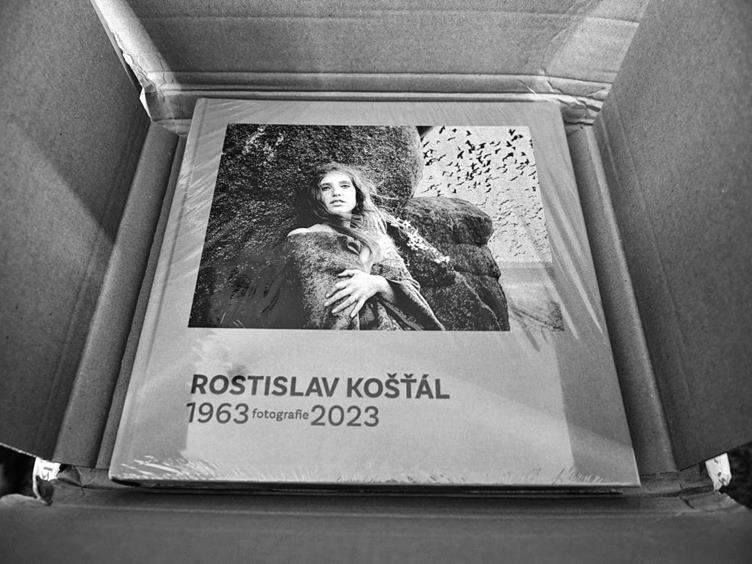 ROSTISLAV KOŠŤÁL
1963 fotografie 2023